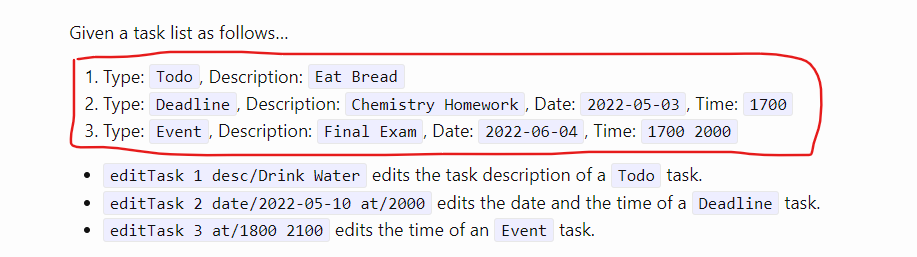 Given a task list as follows...
1. Type: Todo, Description: Eat Bread
2. Type: Deadline, Description: Chemistry Homework, Date: 2022-05-03, Time: 1700
3. Type: Event, Description: Final Exam, Date: 2022-06-04, Time: 1700 2000
• editTask 1 desc/Drink Water edits the task description of a Todo task.
• editTask 2 date/2022-05-10 at/2000 edits the date and the time of a Deadline task.
• editTask 3 at/1800 2100 edits the time of an Event task.